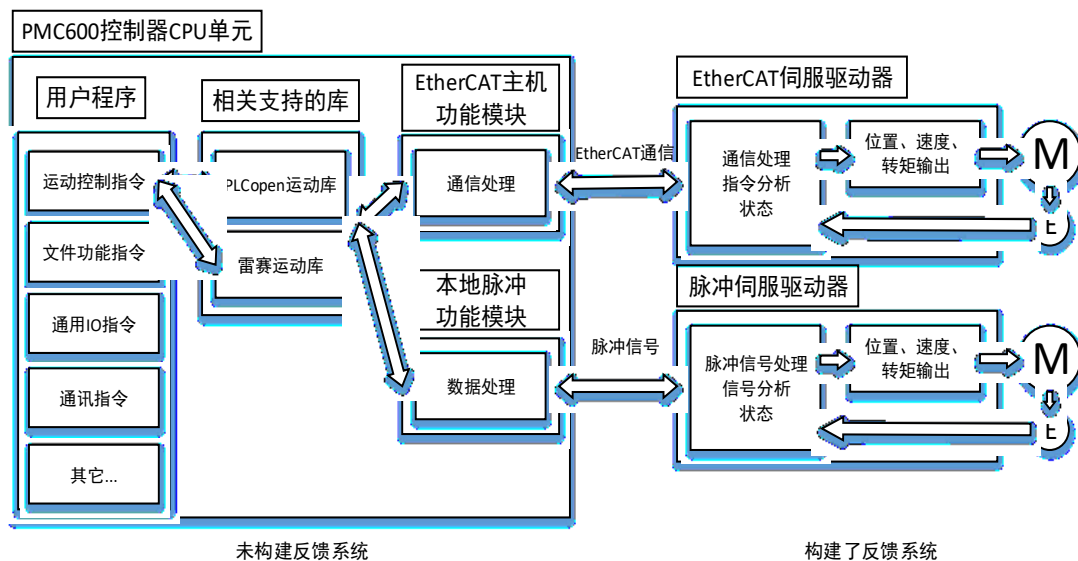 PMC600控制器CPU单元
用户程序
运动控制指令
文件功能指令
通用IO指令
通讯指令
其它...
相关支持的库
PLCopen运动库
雷赛运动库
EtherCAT主机
功能模块
通信处理
本地脉冲
功能模块
数据处理
EtherCAT通信
脉冲信号
EtherCAT伺服驱动器
通信处理
指令分析
状态
位置、速度、
转矩输出
M
E
脉冲伺服驱动器
脉冲信号处理
信号分析
状态
位置、速度、
转矩输出
M
E
未构建反馈系统
构建了反馈系统